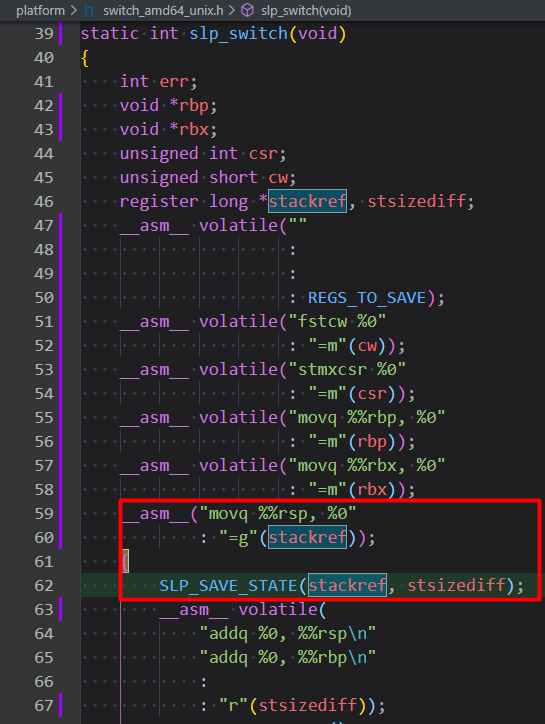 platform > h switch_amd64_unix.h > slp_switch(void)
39 static int slp_switch(void)
40 {
41 int err;
42 void *rbp;
43 void *rbx;
44 unsigned int csr;
45 unsigned short cw;
46 register long *stackref, stsizediff;
47 __asm__ volatile(""
48 :
49 :
50 : REGS_TO_SAVE);
51 __asm__ volatile("fstcw %0"
52 : "=m"(cw));
53 __asm__ volatile("stmxcsr %0"
54 : "=m"(csr));
55 __asm__ volatile("movq %%rbp, %0"
56 : "=m"(rbp));
57 __asm__ volatile("movq %%rbx, %0"
58 : "=m"(rbx));
59 __asm__("movq %%rsp, %0"
60 : "=g"(stackref));
61 {
62 SLP_SAVE_STATE(stackref, stsizediff);
63 __asm__ volatile(
64 "addq %0, %%rsp\n"
65 "addq %0, %%rbp\n"
66 :
67 : "r"(stsizediff));